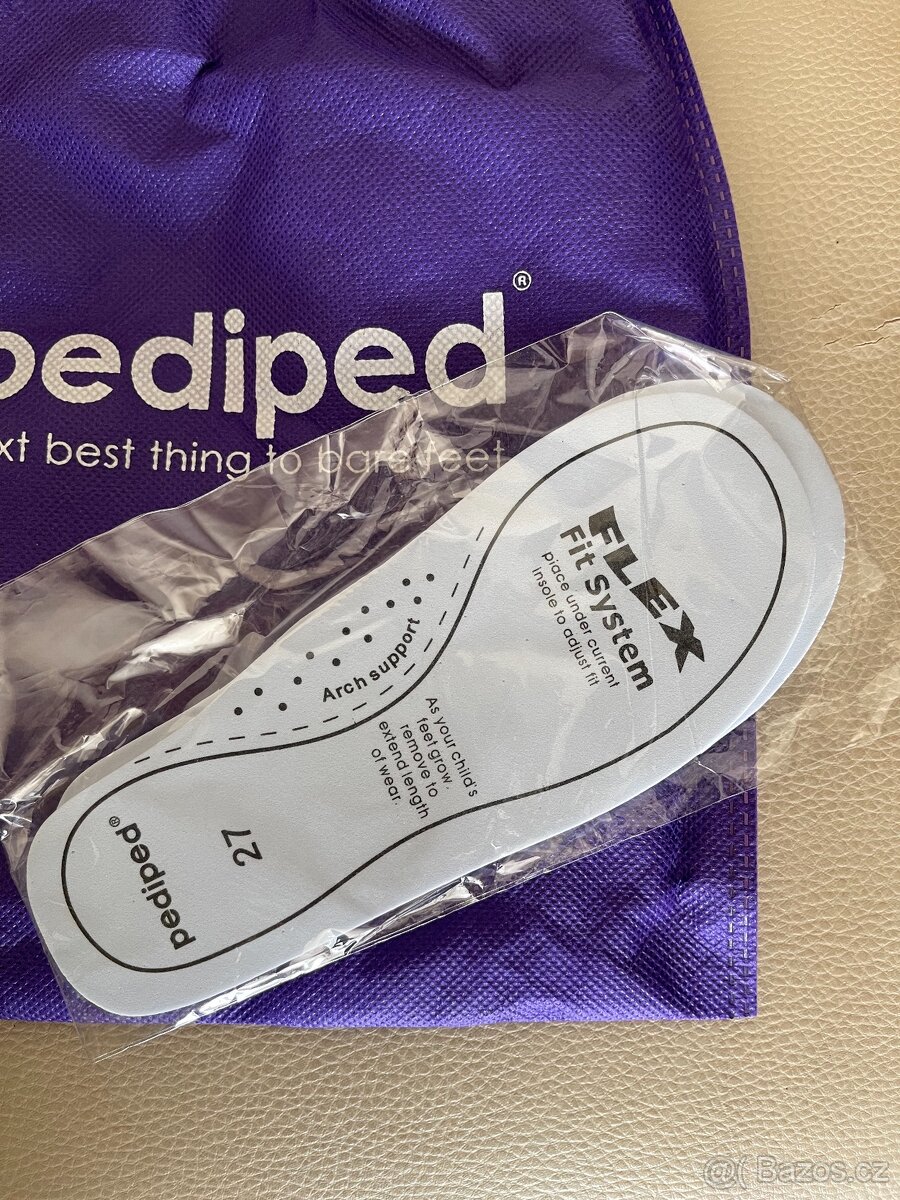 pediped®
xt best thing to bare feet
FLEX
Fit System
piace under current
insole to adjust fit
Arch support
As your child's
feet grow,
remove to
extend length
of wear.
27
pediped®
@( Bazos.cz